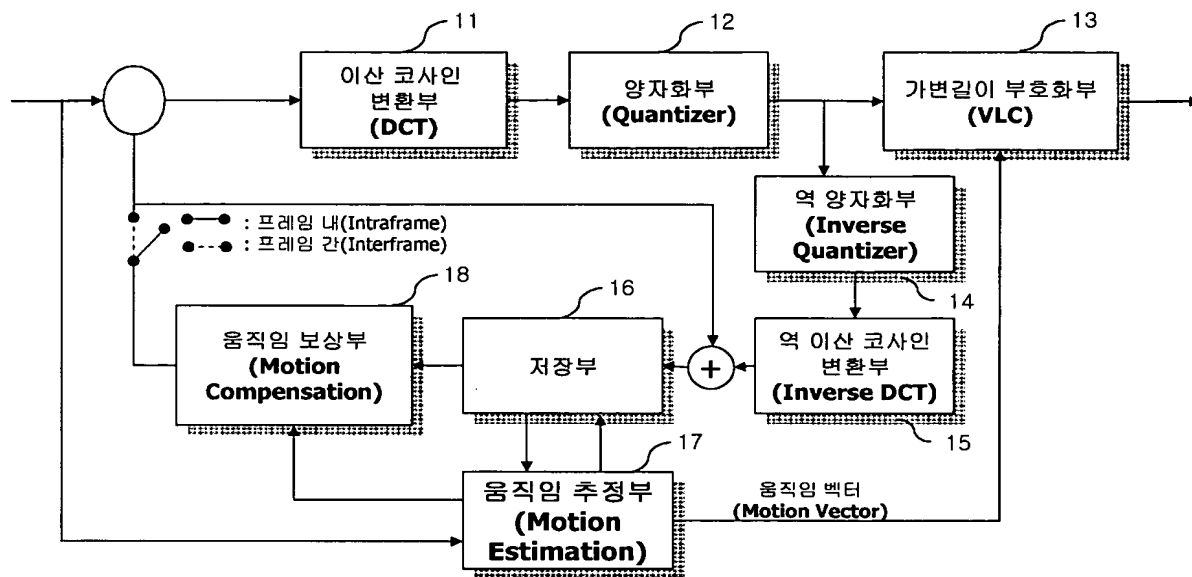 11
12
13
이산 코사인
변환부
(DCT)
양자화부
(Quantizer)
가변길이 부호화부
(VLC)
: 프레임 내(Intraframe)
: 프레임 간(Interframe)
역 양자화부
(Inverse
Quantizer)
14
18
움직임 보상부
(Motion
Compensation)
16
저장부
+
역 이산 코사인
변환부
(Inverse DCT)
15
17
움직임 추정부
(Motion
Estimation)
움직임 벡터
(Motion Vector)